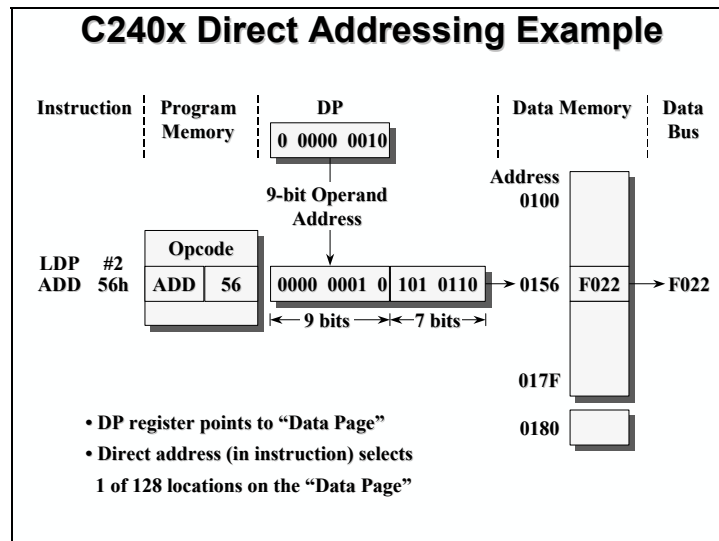 C240x Direct Addressing Example
Instruction
Program
Memory
DP
Data Memory
Data
Bus
0 0000 0010
9-bit Operand
Address
Address
0100
Opcode
LDP #2
ADD 56h
ADD
56
0000 0001 0
101 0110
0156
F022
F022
9 bits
7 bits
017F
0180
• DP register points to “Data Page”
• Direct address (in instruction) selects
1 of 128 locations on the “Data Page”